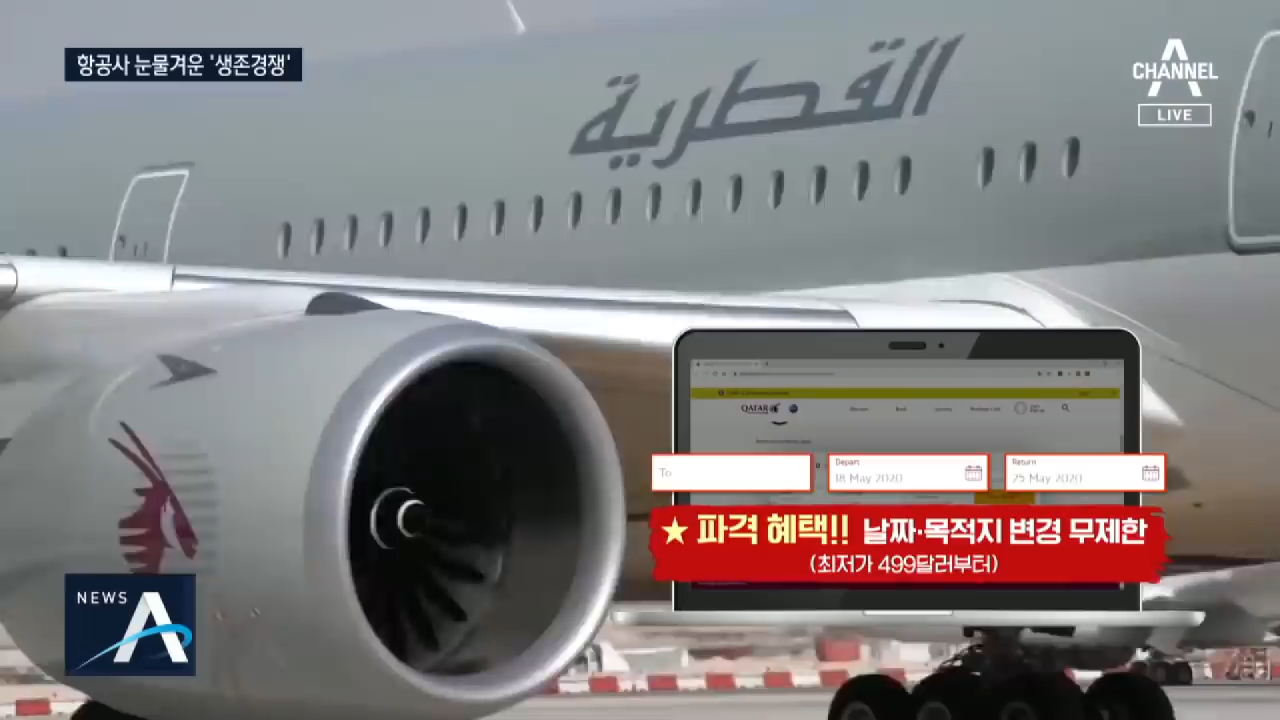 항공사 눈물겨운 '생존경쟁'
CHANNEL
LIVE
القطرية
QATAR
To
Depart
18 May 2020
Return
25 May 2020
★ 파격 혜택!! 날짜·목적지 변경 무제한
(최저가 499달러부터)
NEWS A